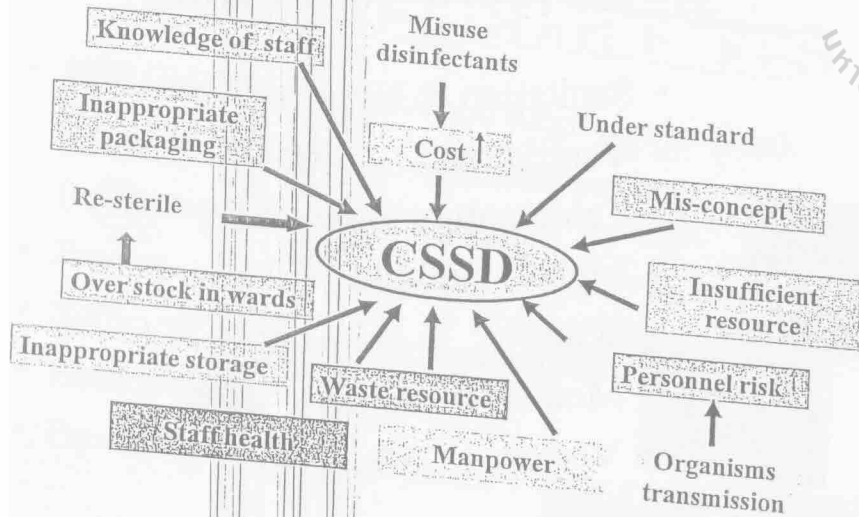 Knowledge of staff
Misuse
disinfectants
Inappropriate
packaging
Cost ↑
Under standard
Re-sterile
Mis-concept
CSSD
Over stock in wards
Insufficient
resource
Inappropriate storage
Waste resource
Personnel risk
Staff health
Manpower
Organisms
transmission